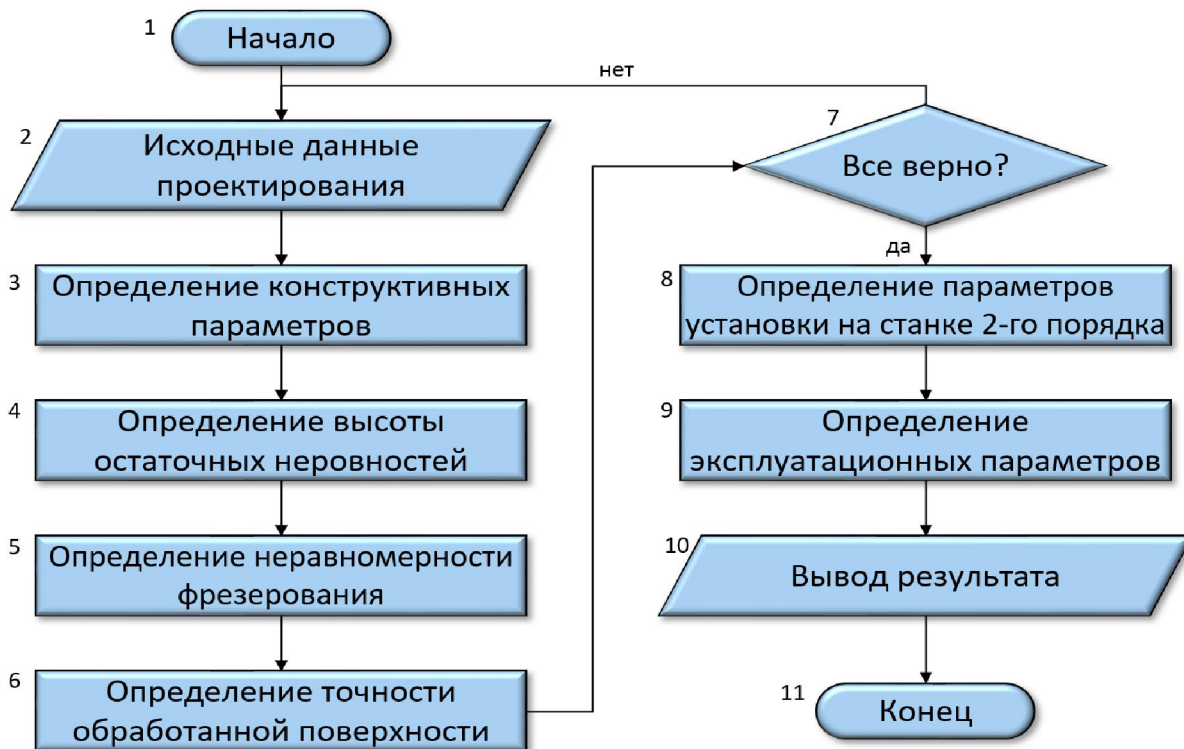 1
Начало
2
Исходные данные
проектирования
3
Определение конструктивных
параметров
4
Определение высоты
остаточных неровностей
5
Определение неравномерности
фрезерования
6
Определение точности
обработанной поверхности
нет
7
Все верно?
да
8
Определение параметров
установки на станке 2-го порядка
9
Определение
эксплуатационных параметров
10
Вывод результата
11
Конец